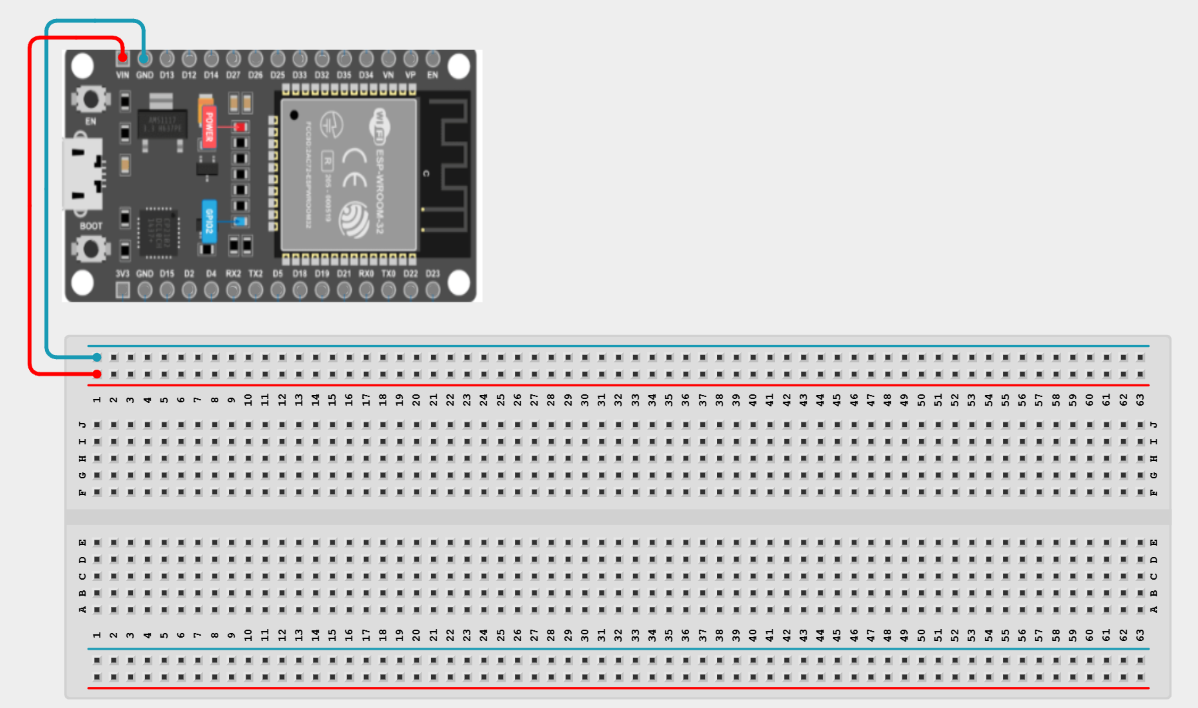 VIN GND D13 D12 D14 D27 D26 D25 D33 D32 D35 D34 VN VP EN
EN
POWER
WiFi
ESP-WROOM-32
CE
R
C
GPIO2
BOOT
3V3 GND D15 D2 D4 RX2 TX2 D5 D18 D19 D21 RX0 TX0 D22 D23
1 2 3 4 5 6 7 8 9 10 11 12 13 14 15 16 17 18 19 20 21 22 23 24 25 26 27 28 29 30 31 32 33 34 35 36 37 38 39 40 41 42 43 44 45 46 47 48 49 50 51 52 53 54 55 56 57 58 59 60 61 62 63
J J
I I
H H
G G
F F
E E
D D
C C
B B
A A
1 2 3 4 5 6 7 8 9 10 11 12 13 14 15 16 17 18 19 20 21 22 23 24 25 26 27 28 29 30 31 32 33 34 35 36 37 38 39 40 41 42 43 44 45 46 47 48 49 50 51 52 53 54 55 56 57 58 59 60 61 62 63